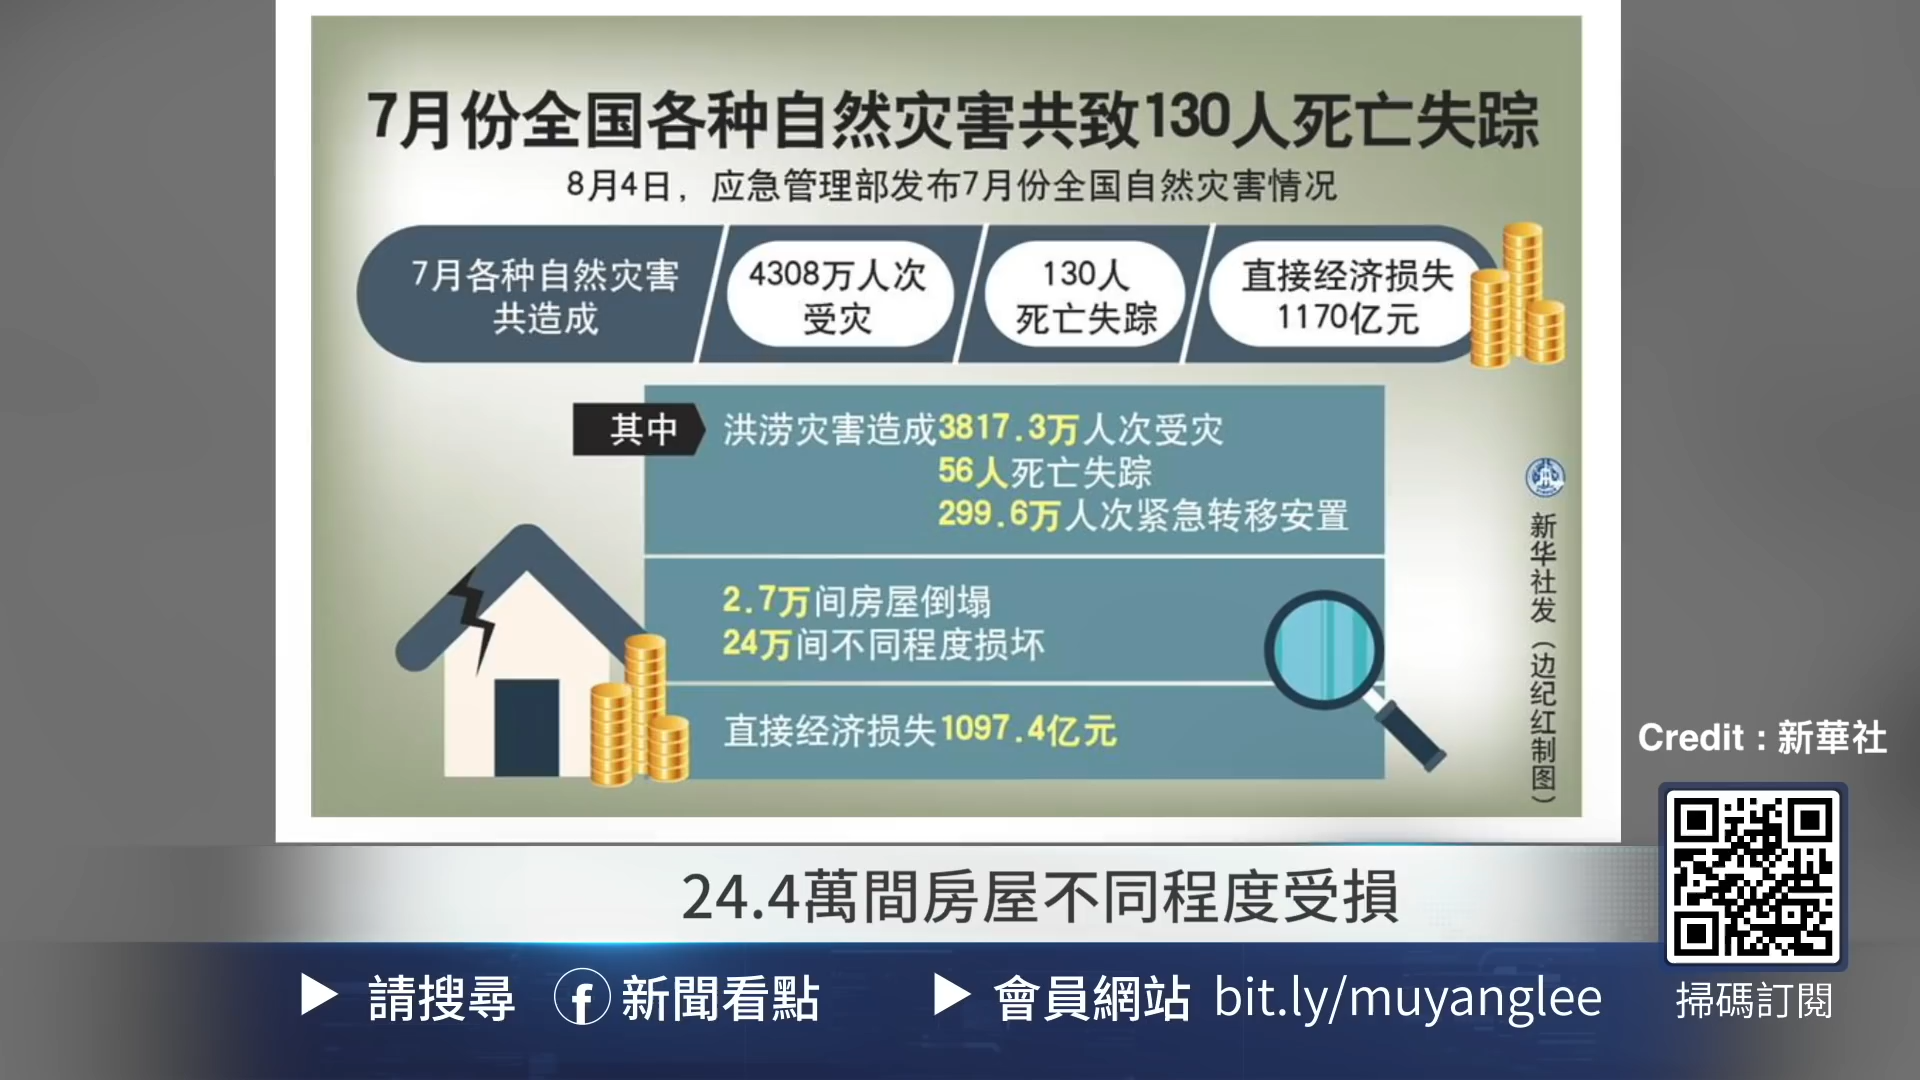 7月份全国各种自然灾害共致130人死亡失踪
8月4日，应急管理部发布7月份全国自然灾害情况
7月各种自然灾害
共造成
4308万人次
受灾
130人
死亡失踪
直接经济损失
1170亿元
其中
洪涝灾害造成3817.3万人次受灾
56人死亡失踪
299.6万人次紧急转移安置
2.7万间房屋倒塌
24万间不同程度损坏
直接经济损失1097.4亿元
新华社发（边纪红制图）
Credit：新華社
24.4萬間房屋不同程度受損
請搜尋 新聞看點 會員網站 bit.ly/muyanglee
掃碼訂閱